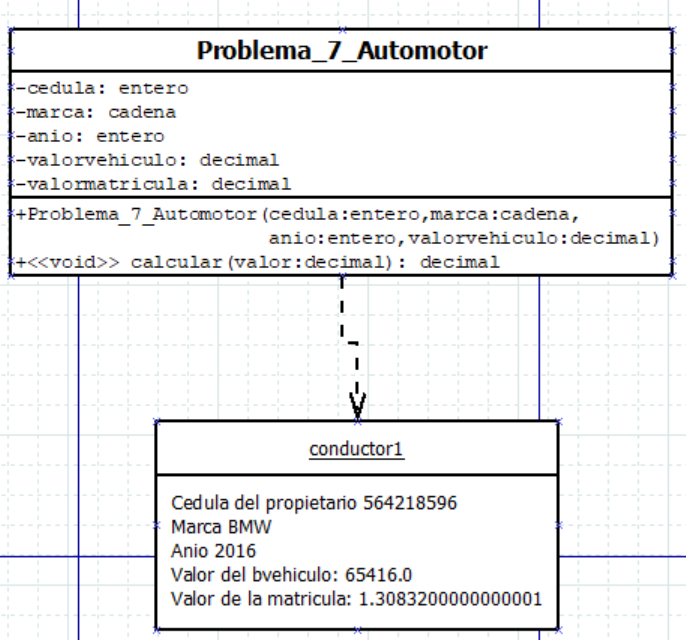 Problema_7_Automotor
-cedula: entero
-marca: cadena
-anio: entero
-valorvehiculo: decimal
-valormatricula: decimal
+Problema_7_Automotor(cedula:entero,marca:cadena,
anio:entero,valorvehiculo:decimal)
+<<void>> calcular(valor:decimal): decimal
conductor1
Cedula del propietario 564218596
Marca BMW
Anio 2016
Valor del bvehiculo: 65416.0
Valor de la matricula: 1.3083200000000001